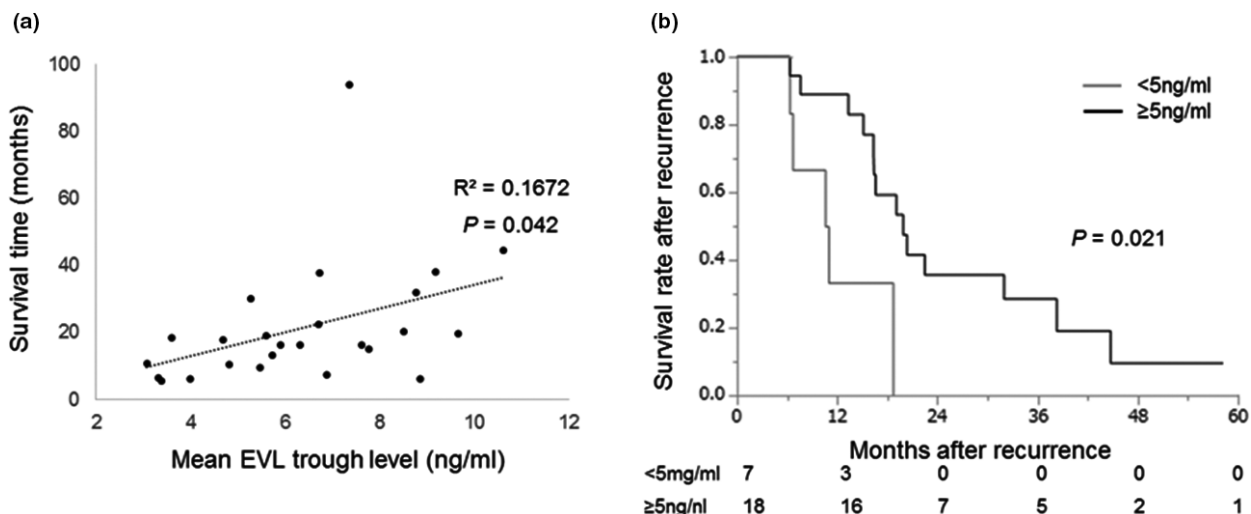 (a)
100
80
60
40
20
0
Survival time (months)
R² = 0.1672
P = 0.042
2 4 6 8 10 12
Mean EVL trough level (ng/ml)
(b)
1.0
0.8
0.6
0.4
0.2
0.0
Survival rate after recurrence
<5ng/ml
≥5ng/ml
P = 0.021
0 12 24 36 48 60
Months after recurrence
<5mg/ml 7 3 0 0 0 0
≥5ng/nl 18 16 7 5 2 1